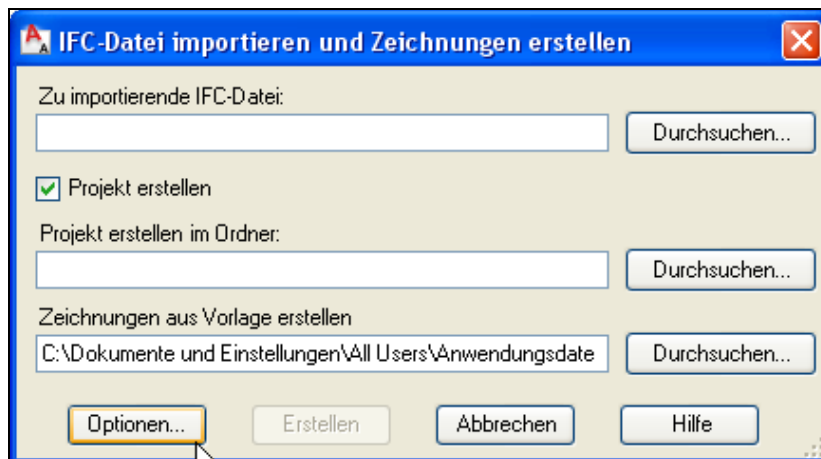 IFC-Datei importieren und Zeichnungen erstellen
Zu importierende IFC-Datei:
Durchsuchen...
Projekt erstellen
Projekt erstellen im Ordner:
Durchsuchen...
Zeichnungen aus Vorlage erstellen
C:\Dokumente und Einstellungen\All Users\Anwendungsdate
Durchsuchen...
Optionen... Erstellen Abbrechen Hilfe